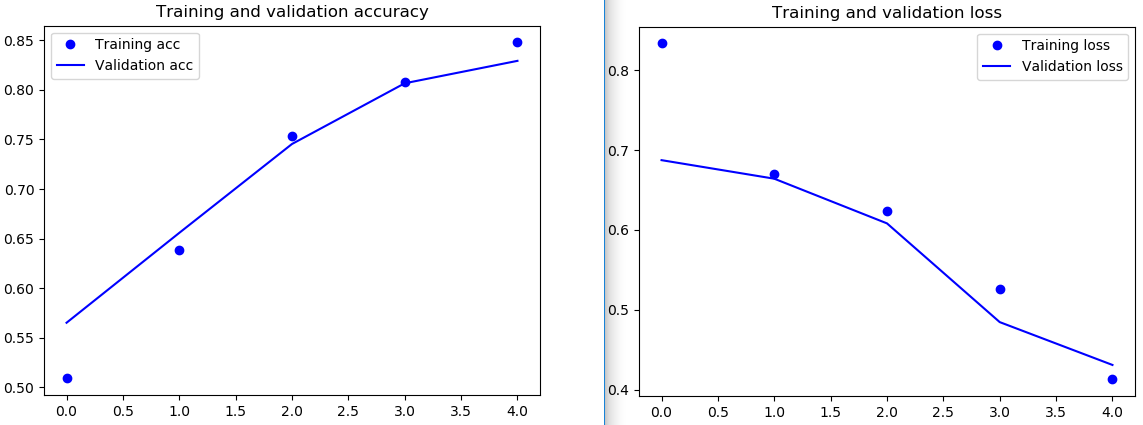 Training and validation accuracy
0.85
0.80
0.75
0.70
0.65
0.60
0.55
0.50
Training acc
Validation acc
0.0 0.5 1.0 1.5 2.0 2.5 3.0 3.5 4.0
Training and validation loss
0.8
0.7
0.6
0.5
0.4
Training loss
Validation loss
0.0 0.5 1.0 1.5 2.0 2.5 3.0 3.5 4.0